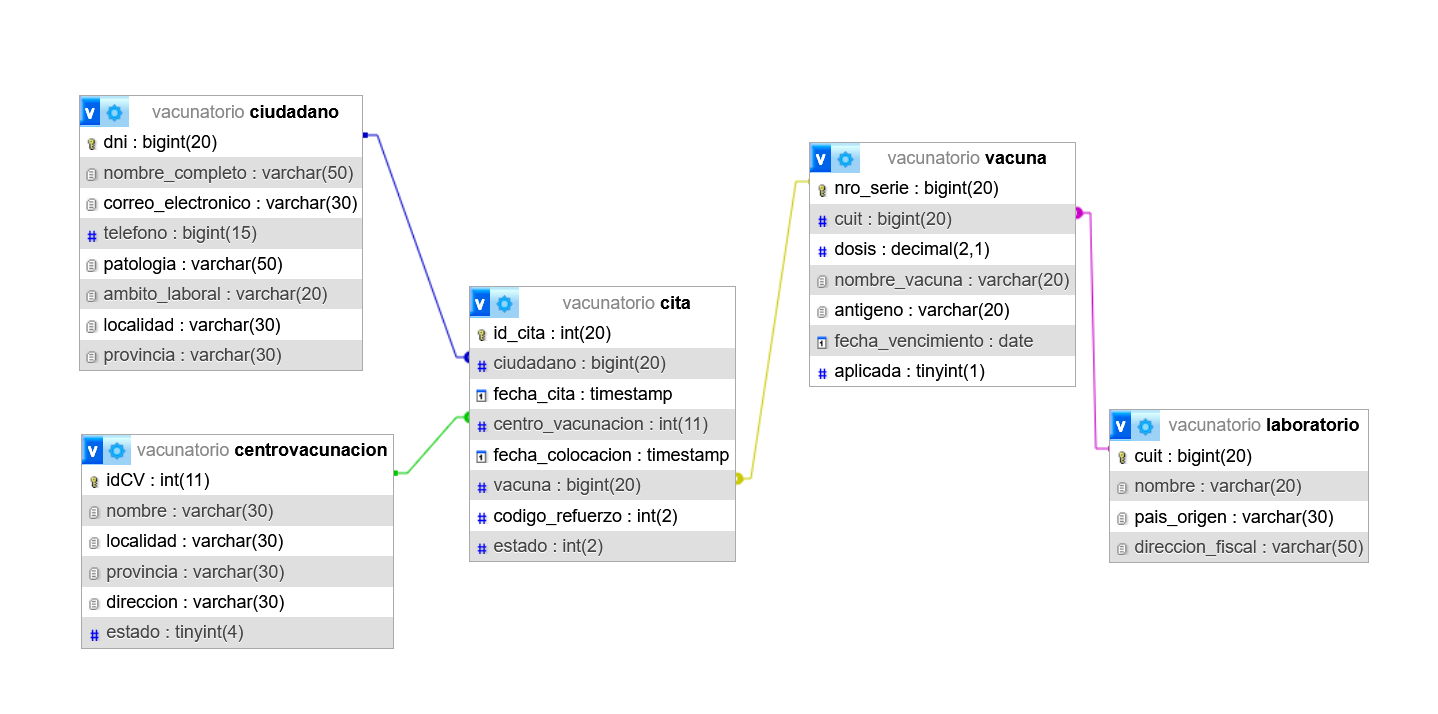 vacunatorio ciudadano
dni : bigint(20)
nombre_completo : varchar(50)
correo_electronico : varchar(30)
telefono : bigint(15)
patologia : varchar(50)
ambito_laboral : varchar(20)
localidad : varchar(30)
provincia : varchar(30)
vacunatorio centrovacunacion
idCV : int(11)
nombre : varchar(30)
localidad : varchar(30)
provincia : varchar(30)
direccion : varchar(30)
estado : tinyint(4)
vacunatorio cita
id_cita : int(20)
ciudadano : bigint(20)
fecha_cita : timestamp
centro_vacunacion : int(11)
fecha_colocacion : timestamp
vacuna : bigint(20)
codigo_refuerzo : int(2)
estado : int(2)
vacunatorio vacuna
nro_serie : bigint(20)
cuit : bigint(20)
dosis : decimal(2,1)
nombre_vacuna : varchar(20)
antigeno : varchar(20)
fecha_vencimiento : date
aplicada : tinyint(1)
vacunatorio laboratorio
cuit : bigint(20)
nombre : varchar(20)
pais_origen : varchar(30)
direccion_fiscal : varchar(50)